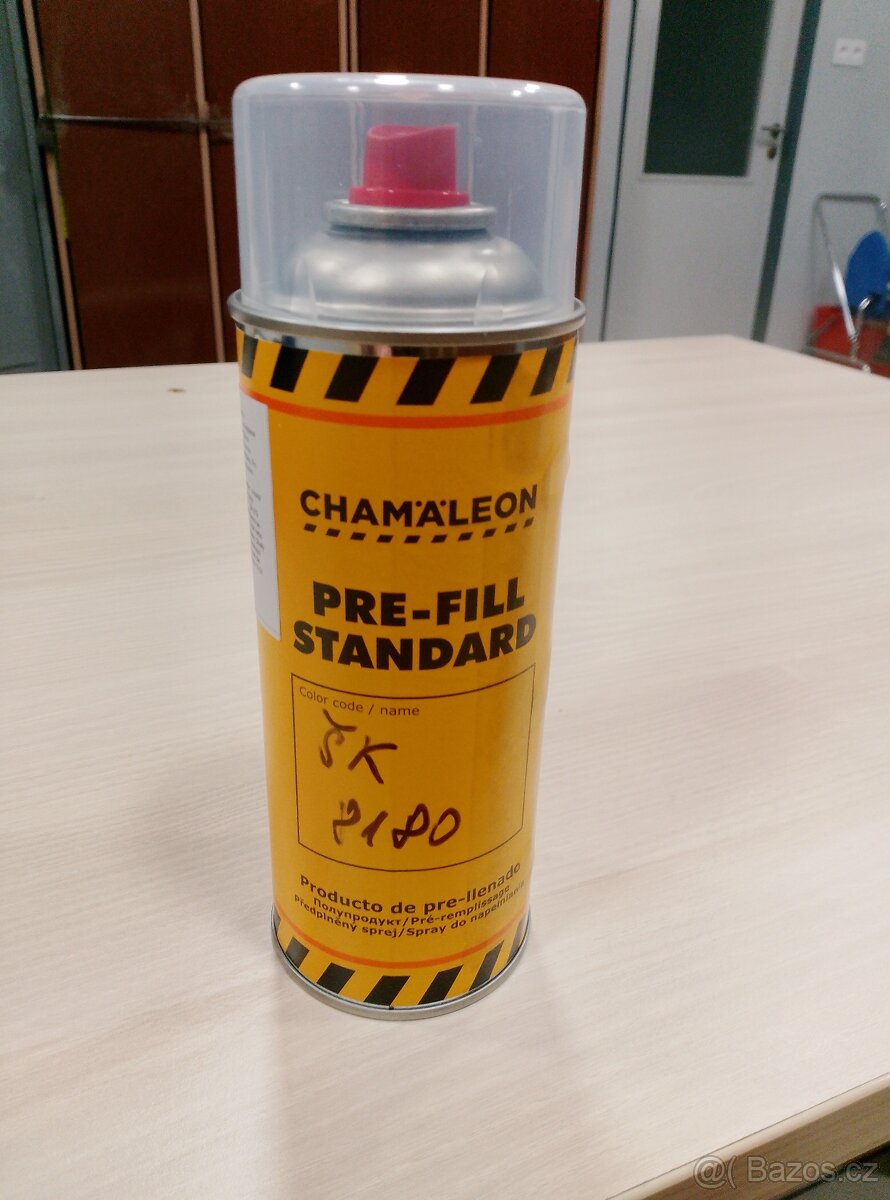 CHAMÄLEON
PRE-FILL
STANDARD
Color code / name
ŠK
8180
Producto de pre-llenado
Полупродукт/Pré-remplissage
Předplněný sprej/Spray do napełniania
@( Bazos.cz